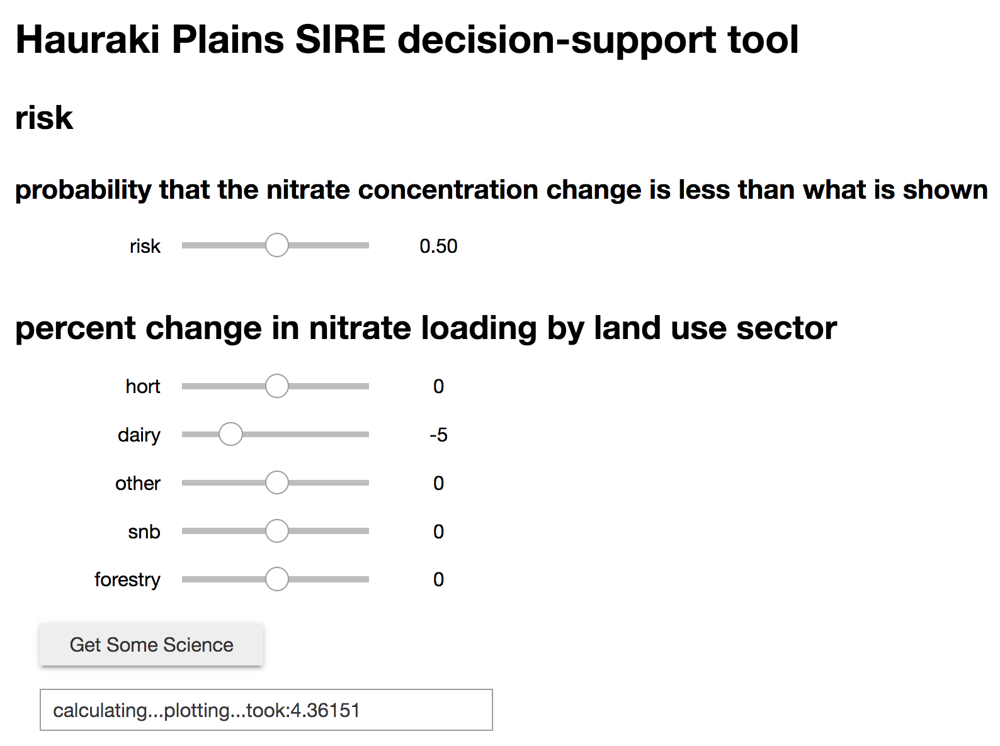 Hauraki Plains SIRE decision-support tool
risk
probability that the nitrate concentration change is less than what is shown
risk 0.50
percent change in nitrate loading by land use sector
hort 0
dairy -5
other 0
snb 0
forestry 0
Get Some Science
calculating...plotting...took:4.36151